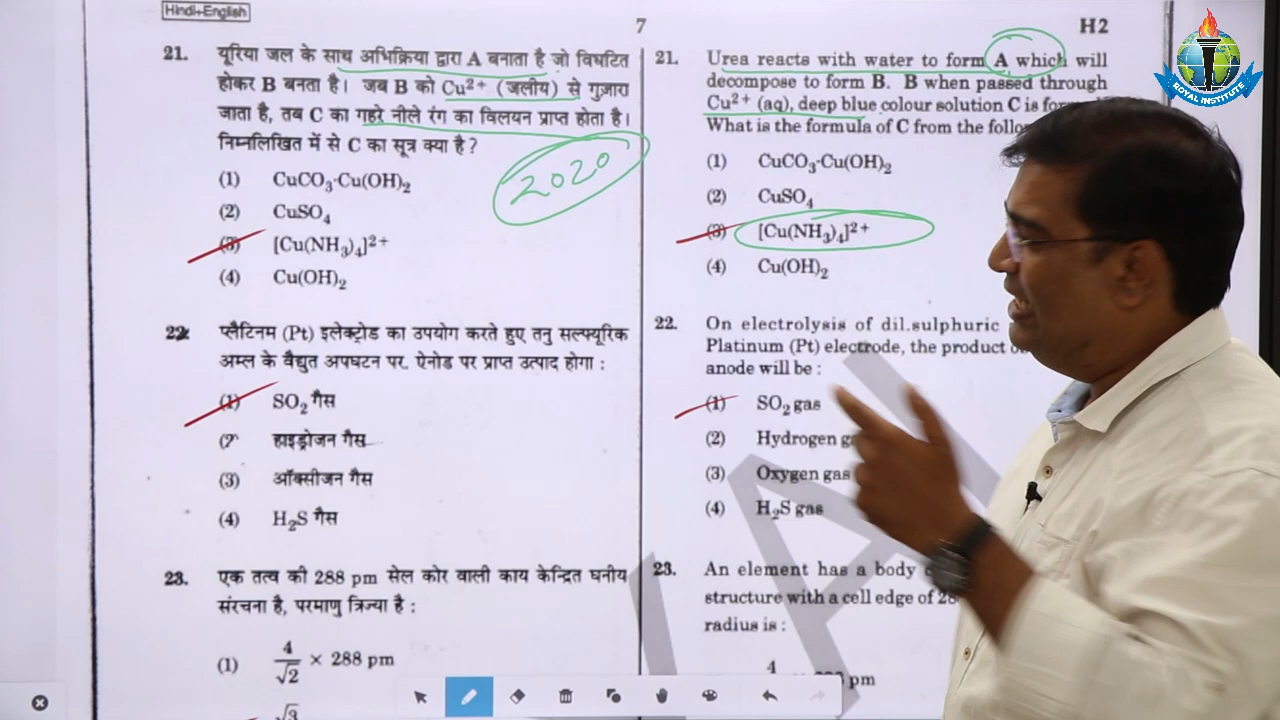 Hindi+English
7
H2
21. यूरिया जल के साथ अभिक्रिया द्वारा A बनाता है जो विघटित
होकर B बनता है। जब B को Cu²⁺ (जलीय) से गुज़ारा
जाता है, तब C का गहरे नीले रंग का विलयन प्राप्त होता है।
निम्नलिखित में से C का सूत्र क्या है ?
(1) CuCO₃·Cu(OH)₂
(2) CuSO₄
(3) [Cu(NH₃)₄]²⁺
(4) Cu(OH)₂
2020
22. प्लैटिनम (Pt) इलेक्ट्रोड का उपयोग करते हुए तनु सल्फ्यूरिक
अम्ल के वैद्युत अपघटन पर, ऐनोड पर प्राप्त उत्पाद होगा :
(1) SO₂ गैस
(2 हाइड्रोजन गैस
(3) ऑक्सीजन गैस
(4) H₂S गैस
23. एक तत्व की 288 pm सेल कोर वाली काय केन्द्रित घनीय
संरचना है, परमाणु त्रिज्या है :
(1) 4/√2 × 288 pm
√3
21. Urea reacts with water to form A which will
decompose to form B. B when passed through
Cu²⁺ (aq), deep blue colour solution C is
What is the formula of C from the
(1) CuCO₃·Cu(OH)₂
(2) CuSO₄
(3) [Cu(NH₃)₄]²⁺
(4) Cu(OH)₂
22. On electrolysis of dil.sulphuric
Platinum (Pt) electrode, the product
anode will be :
(1) SO₂ gas
(2) Hydrogen
(3) Oxygen gas
(4) H₂S gas
23. An element has a body
structure with a cell edge of
radius is :
4
pm
ROYAL INSTITUTE